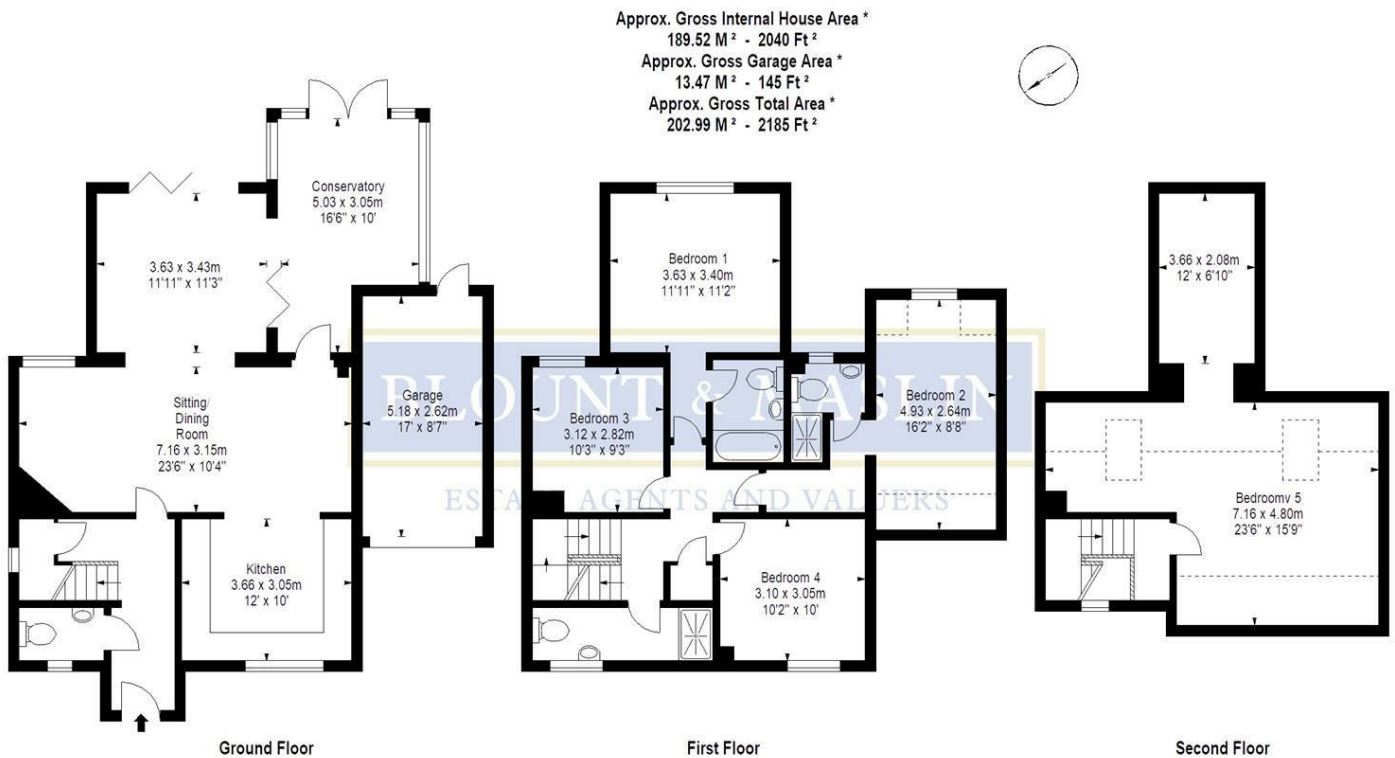 Approx. Gross Internal House Area *
189.52 M² - 2040 Ft²
Approx. Gross Garage Area *
13.47 M² - 145 Ft²
Approx. Gross Total Area *
202.99 M² - 2185 Ft²
Conservatory
5.03 x 3.05m
16'6" x 10'
3.63 x 3.43m
11'11" x 11'3"
Sitting/
Dining
Room
7.16 x 3.15m
23'6" x 10'4"
Garage
5.18 x 2.62m
17' x 8'7"
Kitchen
3.66 x 3.05m
12' x 10'
Ground Floor
Bedroom 1
3.63 x 3.40m
11'11" x 11'2"
Bedroom 2
4.93 x 2.64m
16'2" x 8'8"
Bedroom 3
3.12 x 2.82m
10'3" x 9'3"
Bedroom 4
3.10 x 3.05m
10'2" x 10'
First Floor
3.66 x 2.08m
12' x 6'10"
Bedroomv 5
7.16 x 4.80m
23'6" x 15'9"
Second Floor
BLOUNT & MASLIN
ESTATE AGENTS AND VALUERS